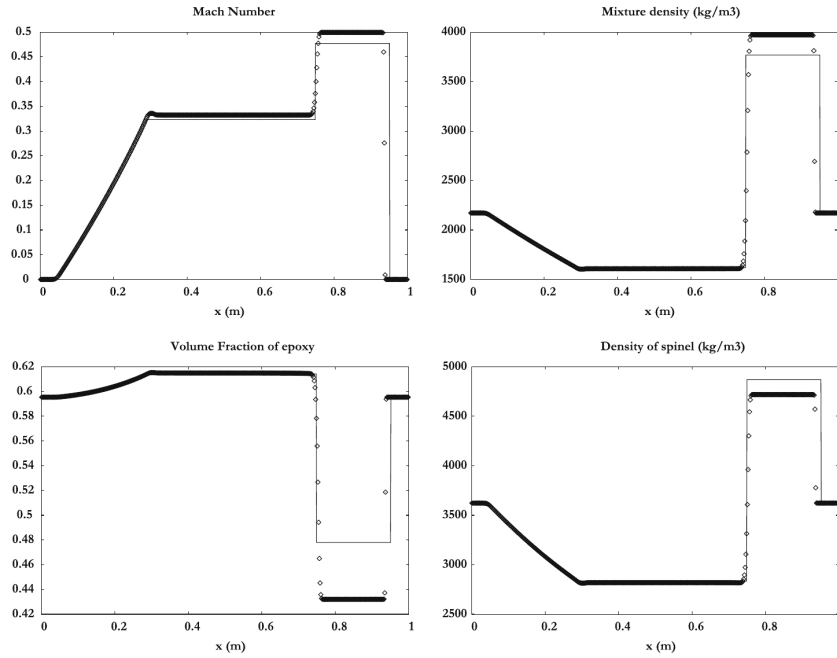 Mach Number
0.5
0.45
0.4
0.35
0.3
0.25
0.2
0.15
0.1
0.05
0
0 0.2 0.4 0.6 0.8 1
x (m)
Mixture density (kg/m3)
4000
3500
3000
2500
2000
1500
0 0.2 0.4 0.6 0.8
x (m)
Volume Fraction of epoxy
0.62
0.6
0.58
0.56
0.54
0.52
0.5
0.48
0.46
0.44
0.42
0 0.2 0.4 0.6 0.8 1
x (m)
Density of spinel (kg/m3)
5000
4500
4000
3500
3000
2500
0 0.2 0.4 0.6 0.8
x (m)